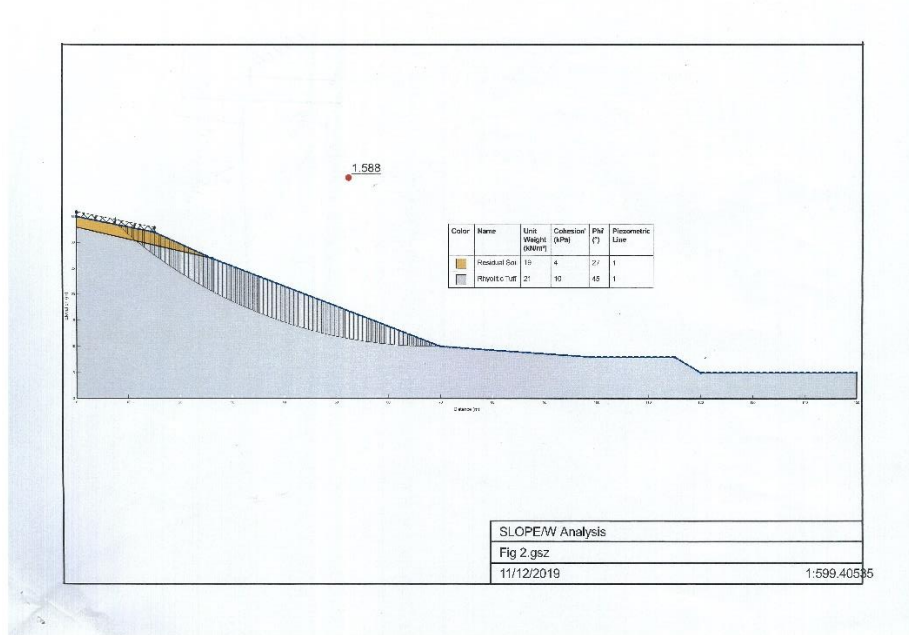 1.588
Color Name Unit Weight (kN/m³) Cohesion' (kPa) Phi' (°) Piezometric Line
Residual Soil 19 4 27 1
Rhyolitic Tuff 21 10 45 1
Distance (m)
SLOPE/W Analysis
Fig 2.gsz
11/12/2019 1:599.40535